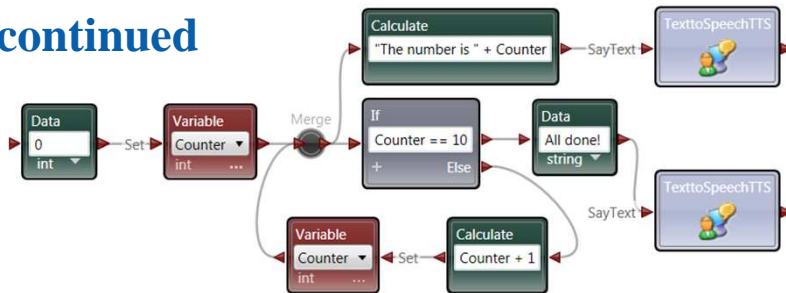 continued
Calculate
"The number is " + Counter
SayText
TexttoSpeechTTS
Data
0
int
Set
Variable
Counter
int ...
Merge
If
Counter == 10
+ Else
Data
All done!
string
SayText
TexttoSpeechTTS
Variable
Counter
int ...
Set
Calculate
Counter + 1